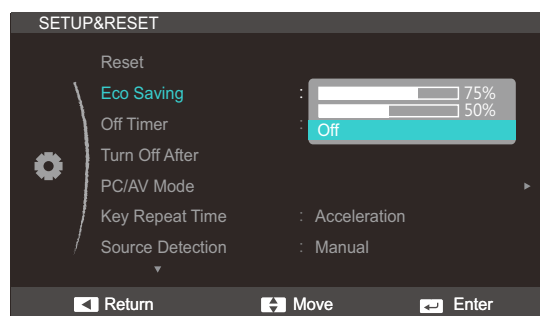 SETUP&RESET
Reset
Eco Saving : 75%
50%
Off Timer : Off
Turn Off After
PC/AV Mode
Key Repeat Time : Acceleration
Source Detection : Manual
Return Move Enter